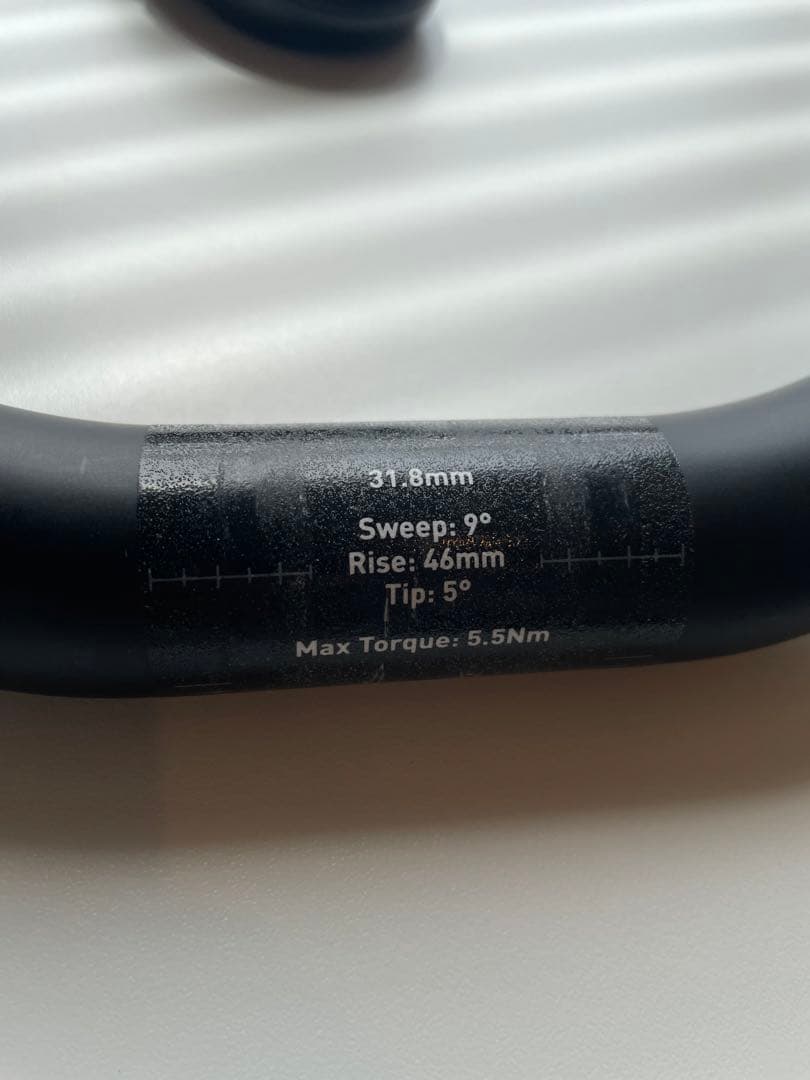 31.8mm
Sweep: 9°
Rise: 46mm
Tip: 5°
Max Torque: 5.5Nm